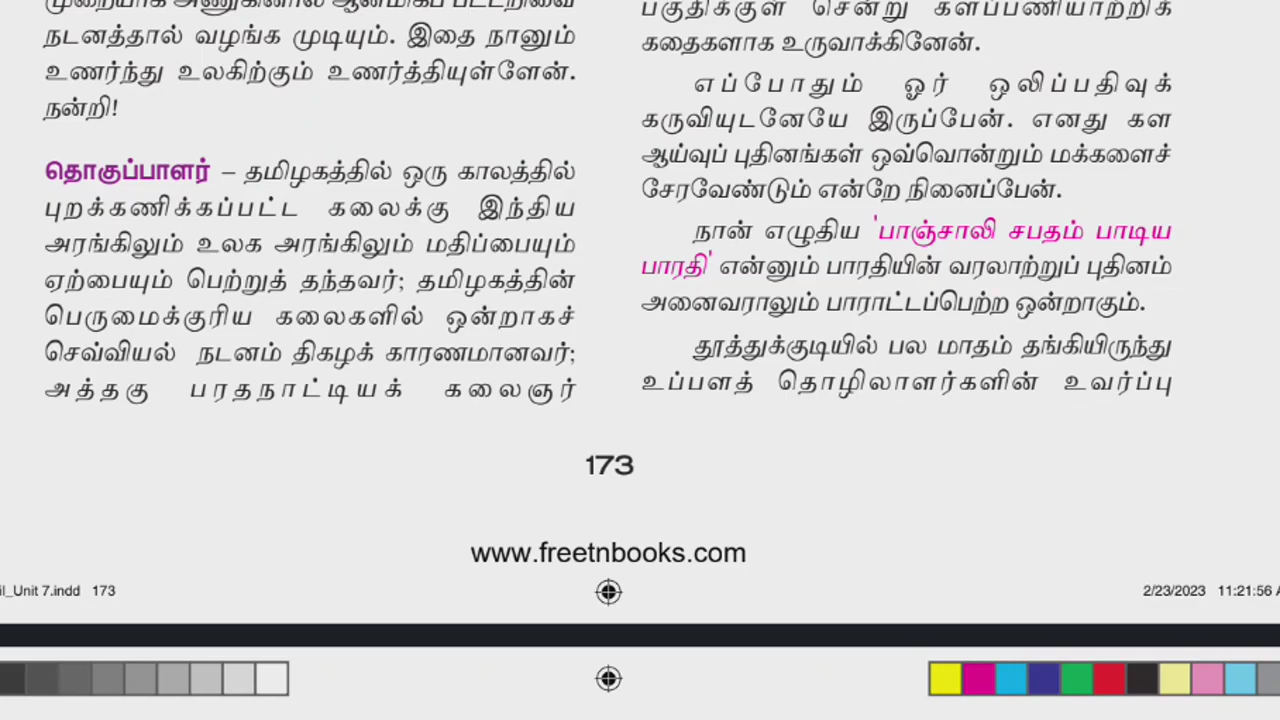 நடனத்தால் வழங்க முடியும். இதை நானும்
உணர்ந்து உலகிற்கும் உணர்த்தியுள்ளேன்.
நன்றி!
தொகுப்பாளர் – தமிழகத்தில் ஒரு காலத்தில்
புறக்கணிக்கப்பட்ட கலைக்கு இந்திய
அரங்கிலும் உலக அரங்கிலும் மதிப்பையும்
ஏற்பையும் பெற்றுத் தந்தவர்; தமிழகத்தின்
பெருமைக்குரிய கலைகளில் ஒன்றாகச்
செவ்வியல் நடனம் திகழக் காரணமானவர்;
அத்தகு பரதநாட்டியக் கலைஞர்
பகுதிக்குள் சென்று களப்பணியாற்றிக்
கதைகளாக உருவாக்கினேன்.
எப்போதும் ஓர் ஒலிப்பதிவுக்
கருவியுடனேயே இருப்பேன். எனது கள
ஆய்வுப் புதினங்கள் ஒவ்வொன்றும் மக்களைச்
சேரவேண்டும் என்றே நினைப்பேன்.
நான் எழுதிய 'பாஞ்சாலி சபதம் பாடிய
பாரதி' என்னும் பாரதியின் வரலாற்றுப் புதினம்
அனைவராலும் பாராட்டப்பெற்ற ஒன்றாகும்.
தூத்துக்குடியில் பல மாதம் தங்கியிருந்து
உப்பளத் தொழிலாளர்களின் உவர்ப்பு
173
www.freetnbooks.com
il_Unit 7.indd 173
2/23/2023 11:21:56 A